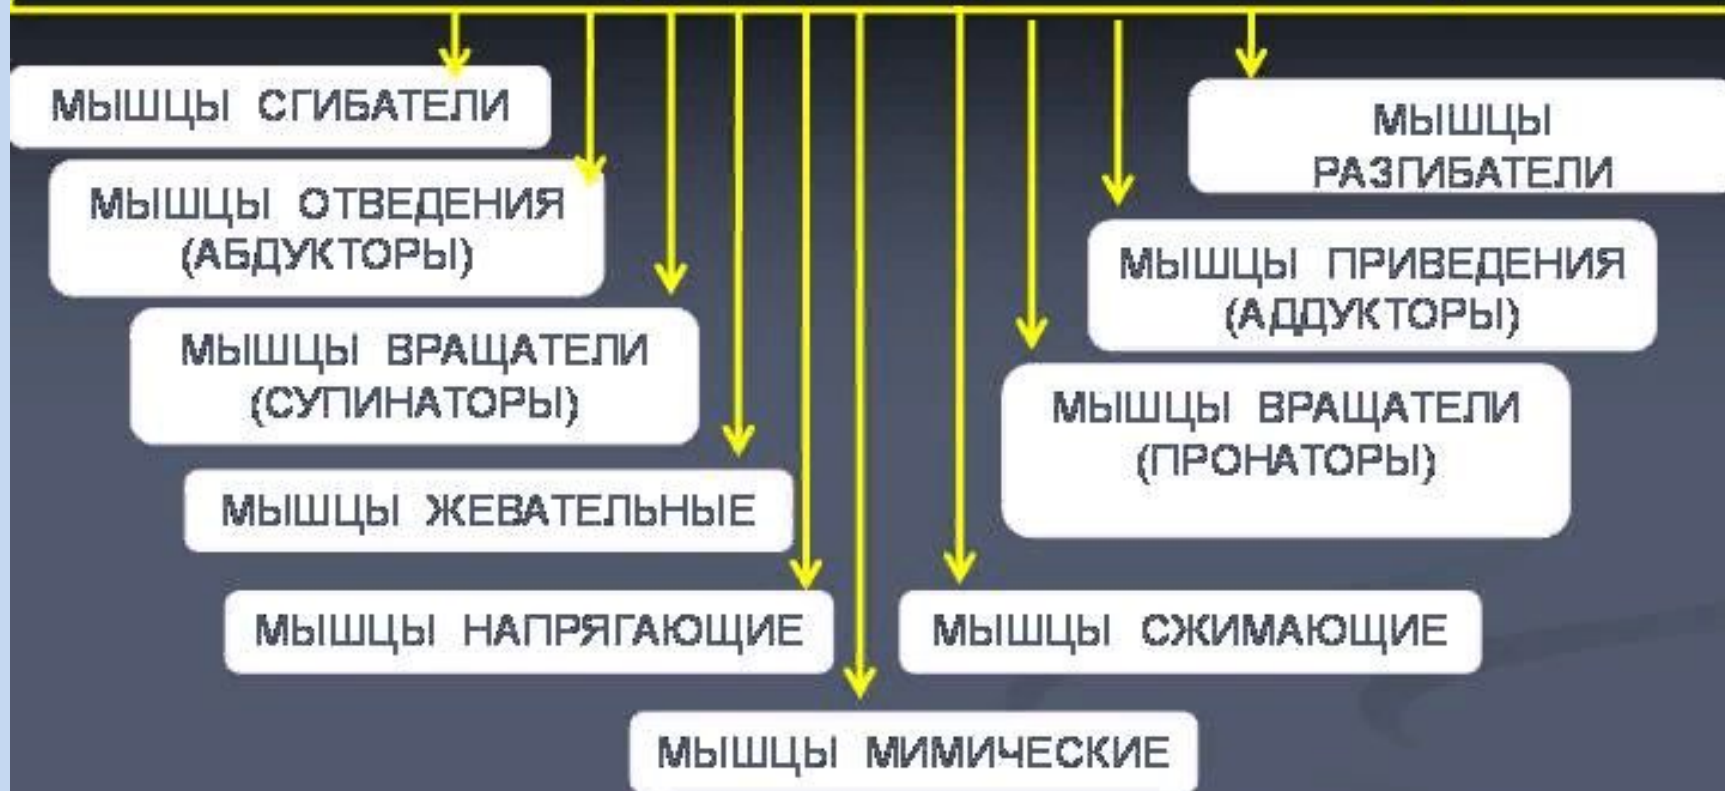 МЫШЦЫ СГИБАТЕЛИ
МЫШЦЫ
РАЗГИБАТЕЛИ
МЫШЦЫ ОТВЕДЕНИЯ
(АБДУКТОРЫ)
МЫШЦЫ ПРИВЕДЕНИЯ
(АДДУКТОРЫ)
МЫШЦЫ ВРАЩАТЕЛИ
(СУПИНАТОРЫ)
МЫШЦЫ ВРАЩАТЕЛИ
(ПРОНАТОРЫ)
МЫШЦЫ ЖЕВАТЕЛЬНЫЕ
МЫШЦЫ НАПРЯГАЮЩИЕ
МЫШЦЫ СЖИМАЮЩИЕ
МЫШЦЫ МИМИЧЕСКИЕ